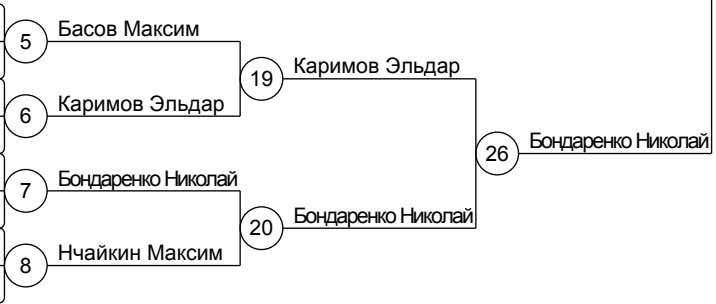 5 Басов Максим
19 Каримов Эльдар
6 Каримов Эльдар
26 Бондаренко Николай
7 Бондаренко Николай
20 Бондаренко Николай
8 Нчайкин Максим